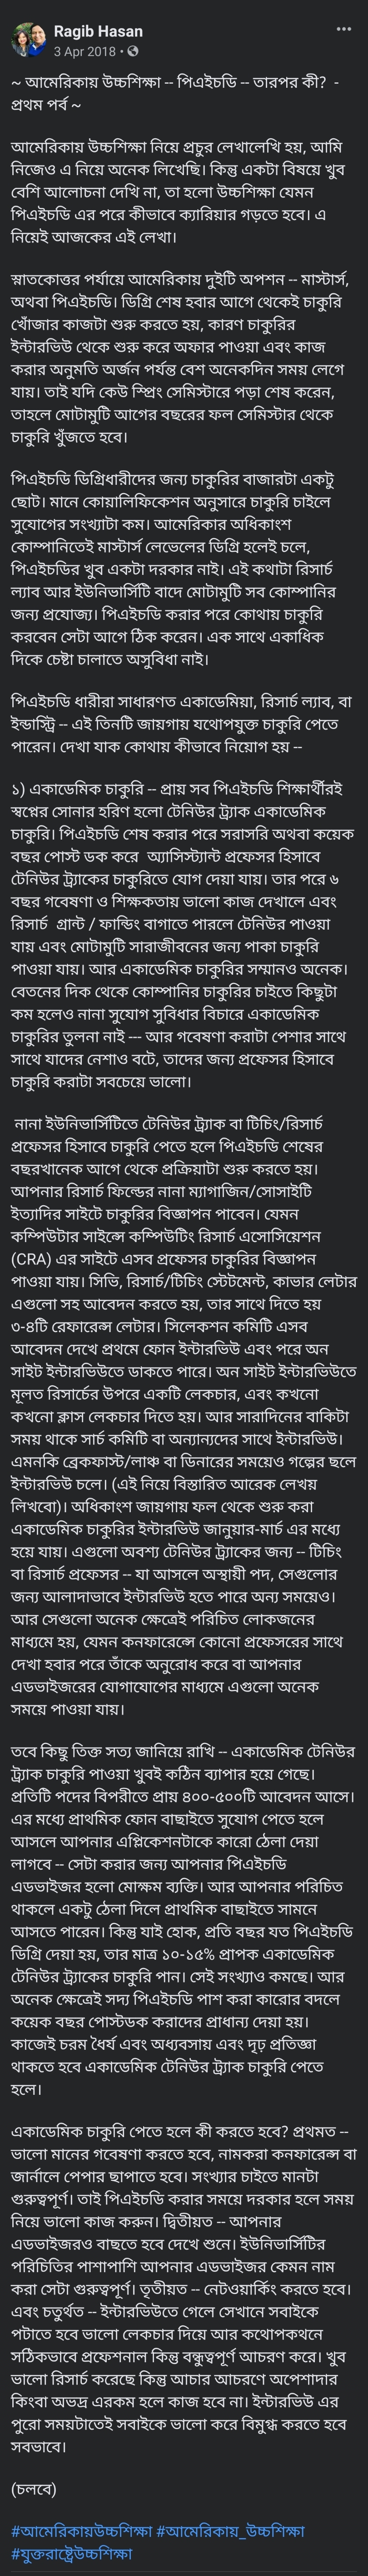 Ragib Hasan
3 Apr 2018 •
~ আমেরিকায় উচ্চশিক্ষা -- পিএইচডি -- তারপর কী? -
প্রথম পর্ব ~
আমেরিকায় উচ্চশিক্ষা নিয়ে প্রচুর লেখালেখি হয়, আমি
নিজেও এ নিয়ে অনেক লিখেছি। কিন্তু একটা বিষয়ে খুব
বেশি আলোচনা দেখি না, তা হলো উচ্চশিক্ষা যেমন
পিএইচডি এর পরে কীভাবে ক্যারিয়ার গড়তে হবে। এ
নিয়েই আজকের এই লেখা।
স্নাতকোত্তর পর্যায়ে আমেরিকায় দুইটি অপশন -- মাস্টার্স,
অথবা পিএইচডি। ডিগ্রি শেষ হবার আগে থেকেই চাকুরি
খোঁজার কাজটা শুরু করতে হয়, কারণ চাকুরির
ইন্টারভিউ থেকে শুরু করে অফার পাওয়া এবং কাজ
করার অনুমতি অর্জন পর্যন্ত বেশ অনেকদিন সময় লেগে
যায়। তাই যদি কেউ স্প্রিং সেমিস্টারে পড়া শেষ করেন,
তাহলে মোটামুটি আগের বছরের ফল সেমিস্টার থেকে
চাকুরি খুঁজতে হবে।
পিএইচডি ডিগ্রিধারীদের জন্য চাকুরির বাজারটা একটু
ছোট। মানে কোয়ালিফিকেশন অনুসারে চাকুরি চাইলে
সুযোগের সংখ্যাটা কম। আমেরিকার অধিকাংশ
কোম্পানিতেই মাস্টার্স লেভেলের ডিগ্রি হলেই চলে,
পিএইচডির খুব একটা দরকার নাই। এই কথাটা রিসার্চ
ল্যাব আর ইউনিভার্সিটি বাদে মোটামুটি সব কোম্পানির
জন্য প্রযোজ্য। পিএইচডি করার পরে কোথায় চাকুরি
করবেন সেটা আগে ঠিক করেন। এক সাথে একাধিক
দিকে চেষ্টা চালাতে অসুবিধা নাই।
পিএইচডি ধারীরা সাধারণত একাডেমিয়া, রিসার্চ ল্যাব, বা
ইন্ডাস্ট্রি -- এই তিনটি জায়গায় যথোপযুক্ত চাকুরি পেতে
পারেন। দেখা যাক কোথায় কীভাবে নিয়োগ হয় --
১) একাডেমিক চাকুরি -- প্রায় সব পিএইচডি শিক্ষার্থীরই
স্বপ্নের সোনার হরিণ হলো টেনিউর ট্র্যাক একাডেমিক
চাকুরি। পিএইচডি শেষ করার পরে সরাসরি অথবা কয়েক
বছর পোস্ট ডক করে অ্যাসিস্ট্যান্ট প্রফেসর হিসাবে
টেনিউর ট্র্যাকের চাকুরিতে যোগ দেয়া যায়। তার পরে ৬
বছর গবেষণা ও শিক্ষকতায় ভালো কাজ দেখালে এবং
রিসার্চ গ্রান্ট / ফান্ডিং বাগাতে পারলে টেনিউর পাওয়া
যায় এবং মোটামুটি সারাজীবনের জন্য পাকা চাকুরি
পাওয়া যায়। আর একাডেমিক চাকুরির সম্মানও অনেক।
বেতনের দিক থেকে কোম্পানির চাকুরির চাইতে কিছুটা
কম হলেও নানা সুযোগ সুবিধার বিচারে একাডেমিক
চাকুরির তুলনা নাই --- আর গবেষণা করাটা পেশার সাথে
সাথে যাদের নেশাও বটে, তাদের জন্য প্রফেসর হিসাবে
চাকুরি করাটা সবচেয়ে ভালো।
নানা ইউনিভার্সিটিতে টেনিউর ট্র্যাক বা টিচিং/রিসার্চ
প্রফেসর হিসাবে চাকুরি পেতে হলে পিএইচডি শেষের
বছরখানেক আগে থেকে প্রক্রিয়াটা শুরু করতে হয়।
আপনার রিসার্চ ফিল্ডের নানা ম্যাগাজিন/সোসাইটি
ইত্যাদির সাইটে চাকুরির বিজ্ঞাপন পাবেন। যেমন
কম্পিউটার সাইন্সে কম্পিউটিং রিসার্চ এসোসিয়েশন
(CRA) এর সাইটে এসব প্রফেসর চাকুরির বিজ্ঞাপন
পাওয়া যায়। সিভি, রিসার্চ/টিচিং স্টেটমেন্ট, কাভার লেটার
এগুলো সহ আবেদন করতে হয়, তার সাথে দিতে হয়
৩-৪টি রেফারেন্স লেটার। সিলেকশন কমিটি এসব
আবেদন দেখে প্রথমে ফোন ইন্টারভিউ এবং পরে অন
সাইট ইন্টারভিউতে ডাকতে পারে। অন সাইট ইন্টারভিউতে
মূলত রিসার্চের উপরে একটি লেকচার, এবং কখনো
কখনো ক্লাস লেকচার দিতে হয়। আর সারাদিনের বাকিটা
সময় থাকে সার্চ কমিটি বা অন্যান্যদের সাথে ইন্টারভিউ।
এমনকি ব্রেকফাস্ট/লাঞ্চ বা ডিনারের সময়েও গল্পের ছলে
ইন্টারভিউ চলে। (এই নিয়ে বিস্তারিত আরেক লেখয়
লিখবো)। অধিকাংশ জায়গায় ফল থেকে শুরু করা
একাডেমিক চাকুরির ইন্টারভিউ জানুয়ার-মার্চ এর মধ্যে
হয়ে যায়। এগুলো অবশ্য টেনিউর ট্র্যাকের জন্য -- টিচিং
বা রিসার্চ প্রফেসর -- যা আসলে অস্থায়ী পদ, সেগুলোর
জন্য আলাদাভাবে ইন্টারভিউ হতে পারে অন্য সময়েও।
আর সেগুলো অনেক ক্ষেত্রেই পরিচিত লোকজনের
মাধ্যমে হয়, যেমন কনফারেন্সে কোনো প্রফেসরের সাথে
দেখা হবার পরে তাঁকে অনুরোধ করে বা আপনার
এডভাইজরের যোগাযোগের মাধ্যমে এগুলো অনেক
সময়ে পাওয়া যায়।
তবে কিছু তিক্ত সত্য জানিয়ে রাখি -- একাডেমিক টেনিউর
ট্র্যাক চাকুরি পাওয়া খুবই কঠিন ব্যাপার হয়ে গেছে।
প্রতিটি পদের বিপরীতে প্রায় ৪০০-৫০০টি আবেদন আসে।
এর মধ্যে প্রাথমিক ফোন বাছাইতে সুযোগ পেতে হলে
আসলে আপনার এপ্লিকেশনটাকে কারো ঠেলা দেয়া
লাগবে -- সেটা করার জন্য আপনার পিএইচডি
এডভাইজর হলো মোক্ষম ব্যক্তি। আর আপনার পরিচিত
থাকলে একটু ঠেলা দিলে প্রাথমিক বাছাইতে সামনে
আসতে পারেন। কিন্তু যাই হোক, প্রতি বছর যত পিএইচডি
ডিগ্রি দেয়া হয়, তার মাত্র ১০-১৫% প্রাপক একাডেমিক
টেনিউর ট্র্যাকের চাকুরি পান। সেই সংখ্যাও কমছে। আর
অনেক ক্ষেত্রেই সদ্য পিএইচডি পাশ করা কারোর বদলে
কয়েক বছর পোস্টডক করাদের প্রাধান্য দেয়া হয়।
কাজেই চরম ধৈর্য এবং অধ্যবসায় এবং দৃঢ় প্রতিজ্ঞা
থাকতে হবে একাডেমিক টেনিউর ট্র্যাক চাকুরি পেতে
হলে।
একাডেমিক চাকুরি পেতে হলে কী করতে হবে? প্রথমত --
ভালো মানের গবেষণা করতে হবে, নামকরা কনফারেন্স বা
জার্নালে পেপার ছাপাতে হবে। সংখ্যার চাইতে মানটা
গুরুত্বপূর্ণ। তাই পিএইচডি করার সময়ে দরকার হলে সময়
নিয়ে ভালো কাজ করুন। দ্বিতীয়ত -- আপনার
এডভাইজরও বাছতে হবে দেখে শুনে। ইউনিভার্সিটির
পরিচিতির পাশাপাশি আপনার এডভাইজর কেমন নাম
করা সেটা গুরুত্বপূর্ণ। তৃতীয়ত -- নেটওয়ার্কিং করতে হবে।
এবং চতুর্থত -- ইন্টারভিউতে গেলে সেখানে সবাইকে
পটাতে হবে ভালো লেকচার দিয়ে আর কথোপকথনে
সঠিকভাবে প্রফেশনাল কিন্তু বন্ধুত্বপূর্ণ আচরণ করে। খুব
ভালো রিসার্চ করেছে কিন্তু আচার আচরণে অপেশাদার
কিংবা অভদ্র এরকম হলে কাজ হবে না। ইন্টারভিউ এর
পুরো সময়টাতেই সবাইকে ভালো করে বিমুগ্ধ করতে হবে
সবভাবে।
(চলবে)
#আমেরিকায়উচ্চশিক্ষা #আমেরিকায়_উচ্চশিক্ষা
#যুক্তরাষ্ট্রেউচ্চশিক্ষা